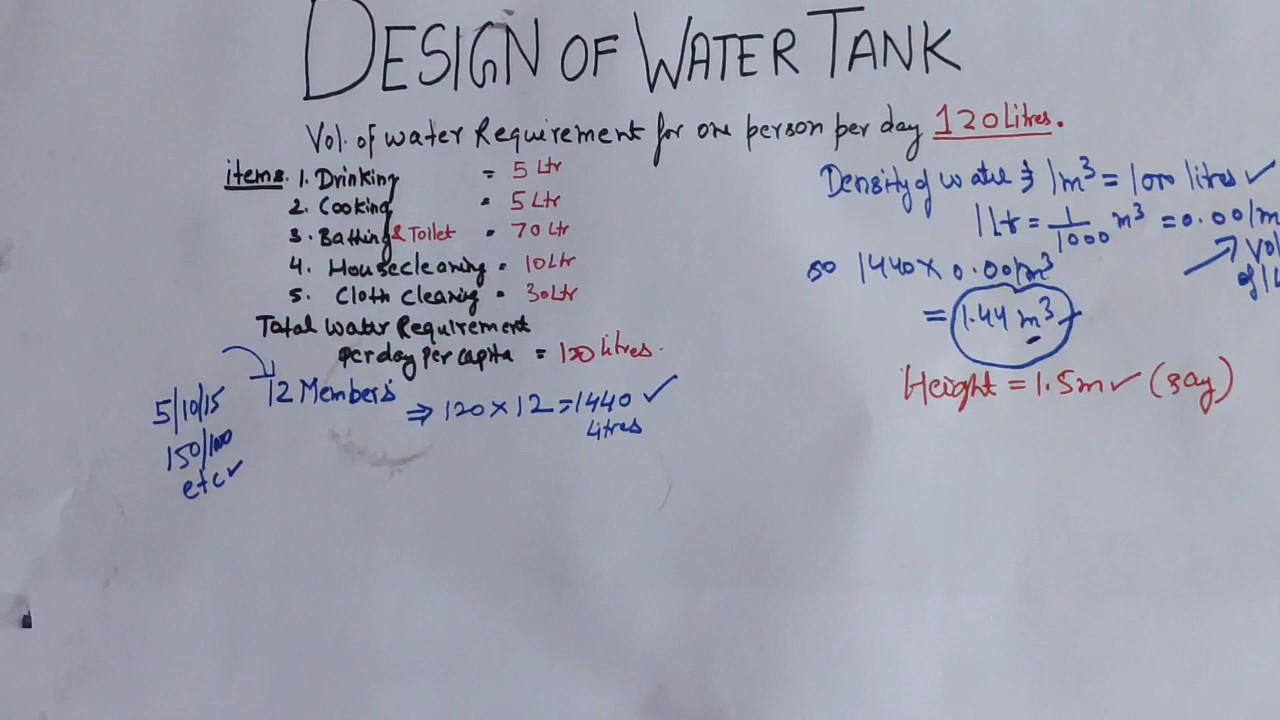 DESIGN OF WATER TANK
Vol. of water Requirement for one person per day 120 Litres.
items. 1. Drinking = 5 Ltr
2. Cooking = 5 Ltr
3. Bathing & Toilet = 70 Ltr
4. Housecleaning = 10 Ltr
5. Cloth cleaning = 30 Ltr
Total water Requirement
per day per capita = 120 Litres.
12 Members
5/10/15
150/100
etc ✓
⇒ 120 × 12 = 1440 ✓
Litres
Density of water 1m³ = 1000 litres ✓
1 Ltr = 1/1000 m³ = 0.001m
Vol
of 1L
so 1440 × 0.001m³
= 1.44 m³
Height = 1.5m ✓ (say)